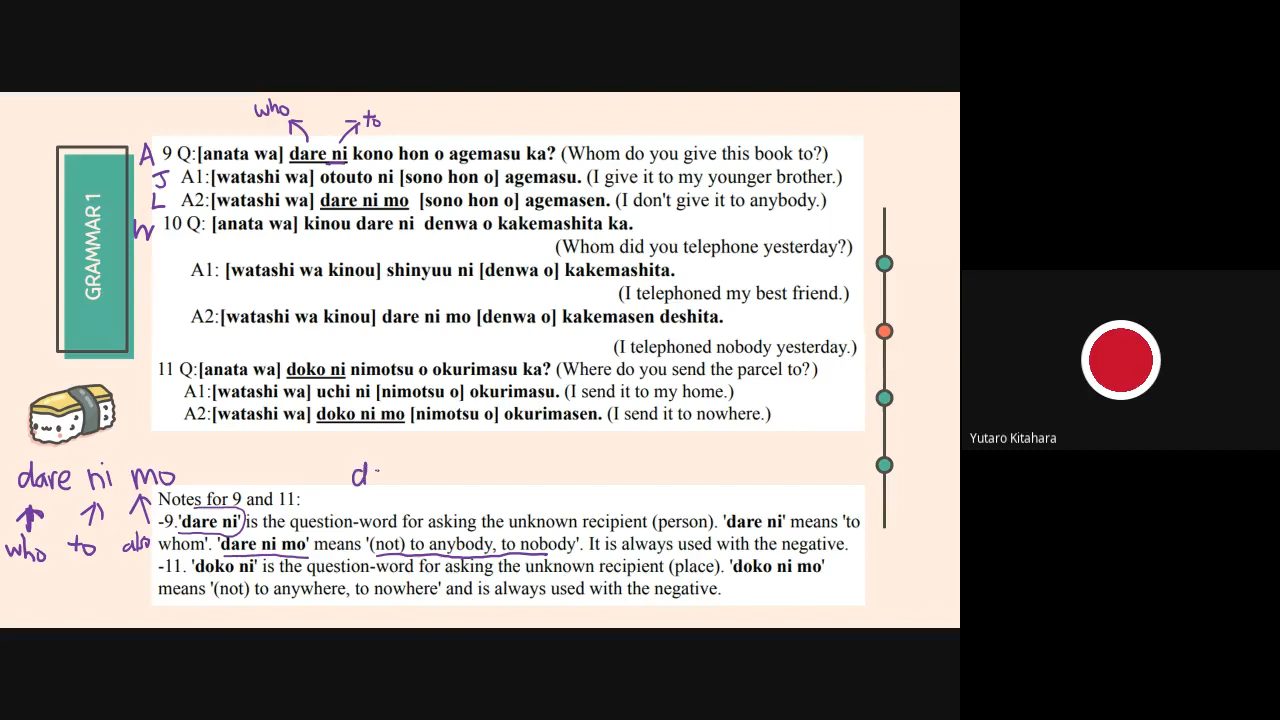 who
to
A 9 Q:[anata wa] dare ni kono hon o agemasu ka? (Whom do you give this book to?)
J A1:[watashi wa] otouto ni [sono hon o] agemasu. (I give it to my younger brother.)
L A2:[watashi wa] dare ni mo [sono hon o] agemasen. (I don't give it to anybody.)
W 10 Q: [anata wa] kinou dare ni denwa o kakemashita ka.
(Whom did you telephone yesterday?)
A1: [watashi wa kinou] shinyuu ni [denwa o] kakemashita.
(I telephoned my best friend.)
A2:[watashi wa kinou] dare ni mo [denwa o] kakemasen deshita.
(I telephoned nobody yesterday.)
11 Q:[anata wa] doko ni nimotsu o okurimasu ka? (Where do you send the parcel to?)
A1:[watashi wa] uchi ni [nimotsu o] okurimasu. (I send it to my home.)
A2:[watashi wa] doko ni mo [nimotsu o] okurimasen. (I send it to nowhere.)
GRAMMAR 1
dare ni mo
who to also
d
Notes for 9 and 11:
-9.'dare ni' is the question-word for asking the unknown recipient (person). 'dare ni' means 'to
whom'. 'dare ni mo' means '(not) to anybody, to nobody'. It is always used with the negative.
-11. 'doko ni' is the question-word for asking the unknown recipient (place). 'doko ni mo'
means '(not) to anywhere, to nowhere' and is always used with the negative.
Yutaro Kitahara